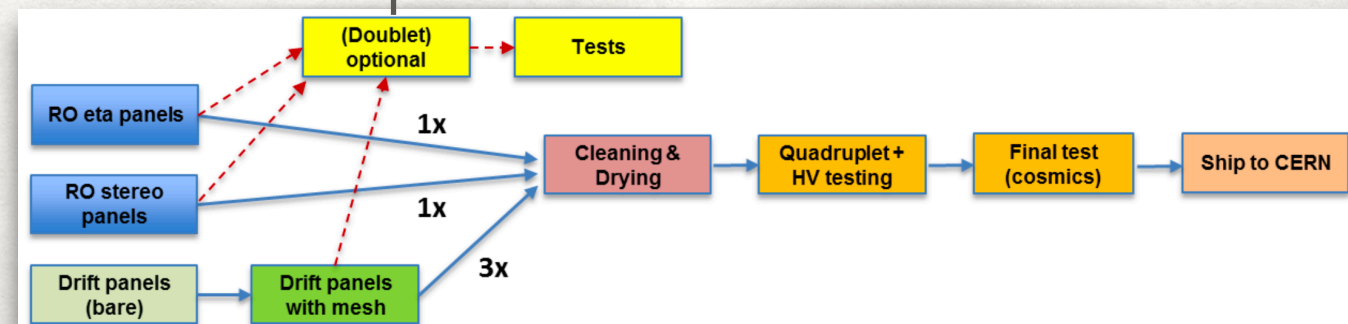 (Doublet)
optional
Tests
RO eta panels
1x
RO stereo
panels
1x
Drift panels
(bare)
Drift panels
with mesh
3x
Cleaning &
Drying
Quadruplet +
HV testing
Final test
(cosmics)
Ship to CERN